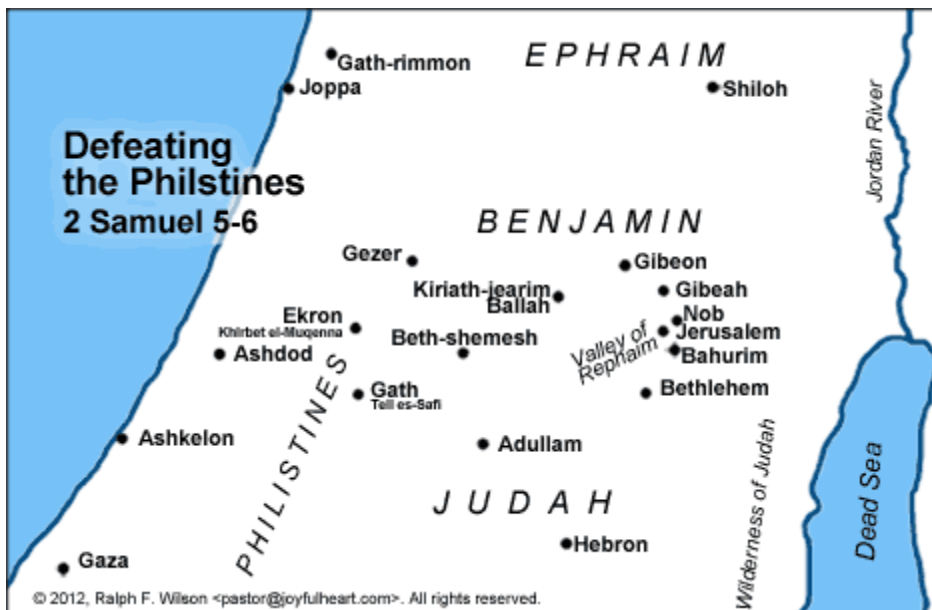 EPHRAIM
Gath-rimmon
Joppa
Shiloh
Jordan River
Defeating
the Philstines
2 Samuel 5-6
BENJAMIN
Gezer
Gibeon
Kiriath-jearim
Ballah
Gibeah
Nob
Ekron
Khirbet el-Muqenna
Jerusalem
Beth-shemesh
Valley of
Rephaim
Ashdod
Bahurim
Gath
Tell es-Safi
Bethlehem
PHILISTINES
Ashkelon
Adullam
Wilderness of Judah
Dead Sea
JUDAH
Hebron
Gaza
© 2012, Ralph F. Wilson <pastor@joyfulheart.com>. All rights reserved.